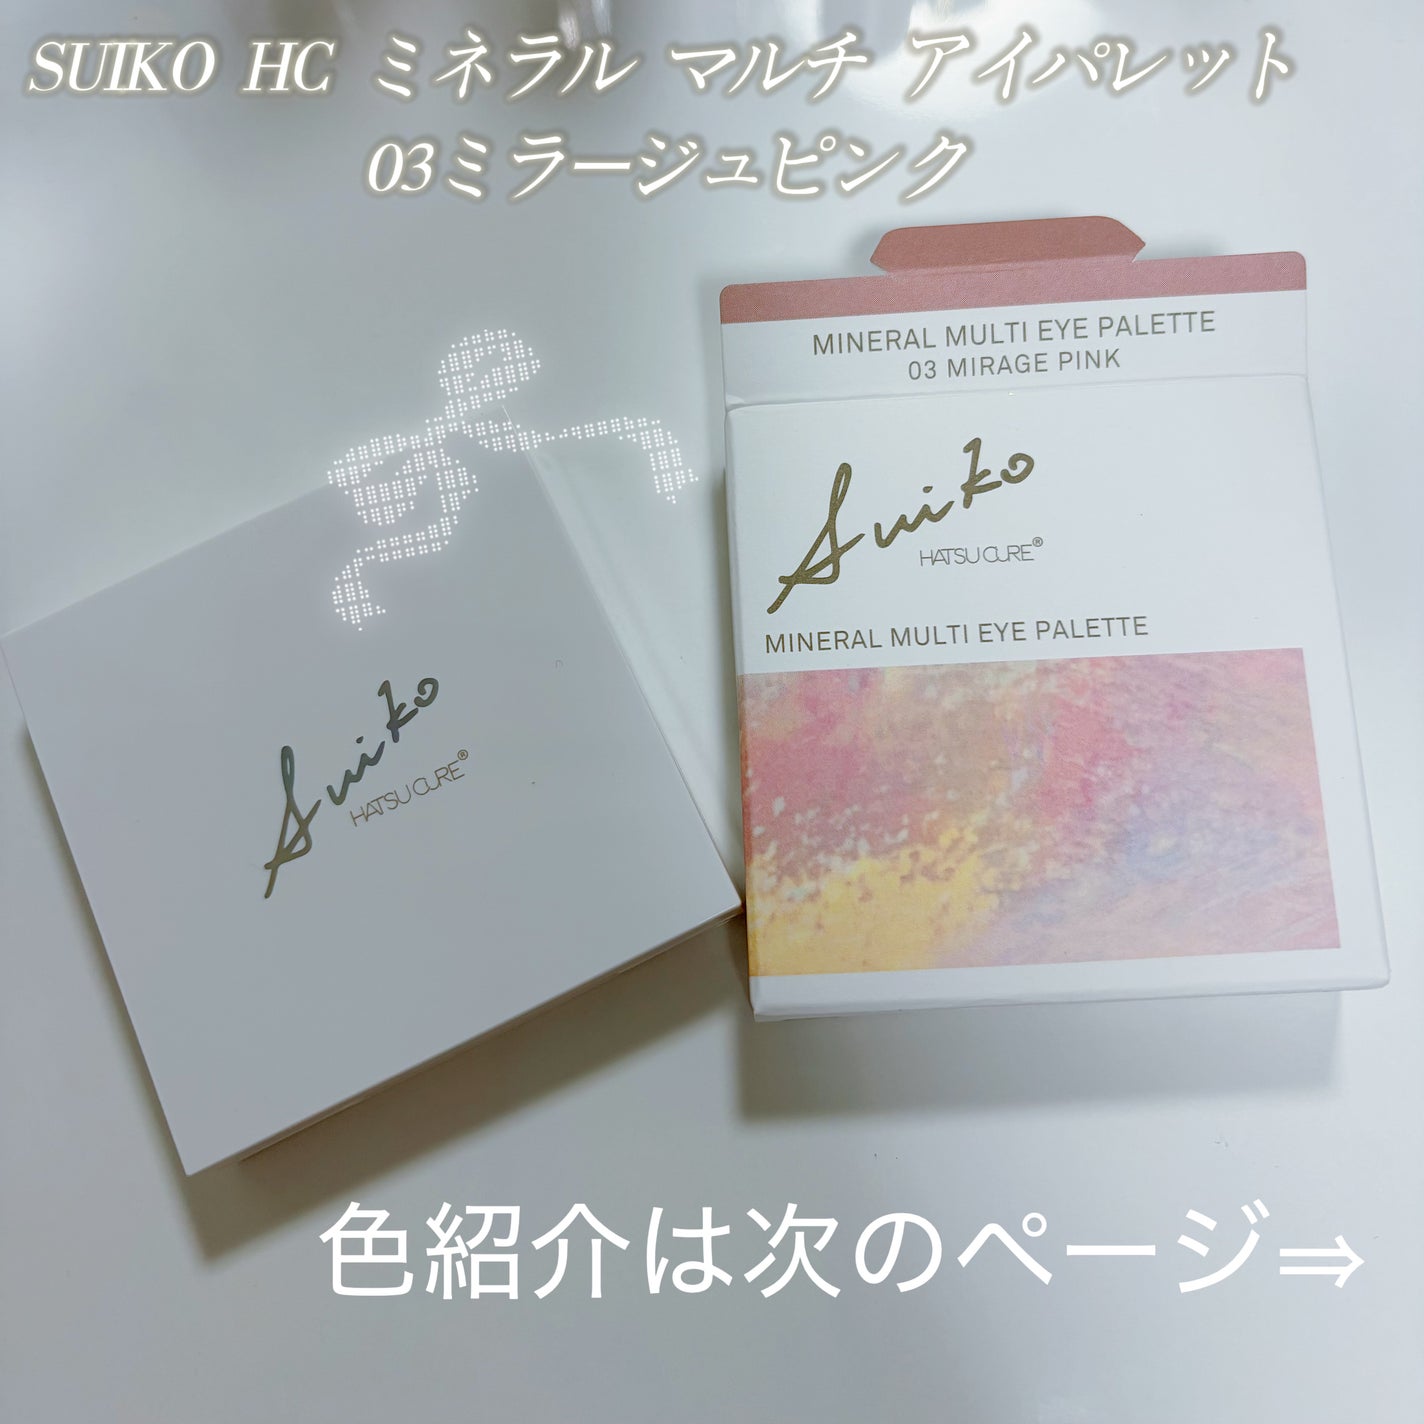 SUIKO HC ミネラル マルチ アイパレット
03ミラージュピンク
MINERAL MULTI EYE PALETTE
03 MIRAGE PINK
Suiko
HATSU CURE®
MINERAL MULTI EYE PALETTE
Suiko
HATSU CURE®
色紹介は次のページ⇒